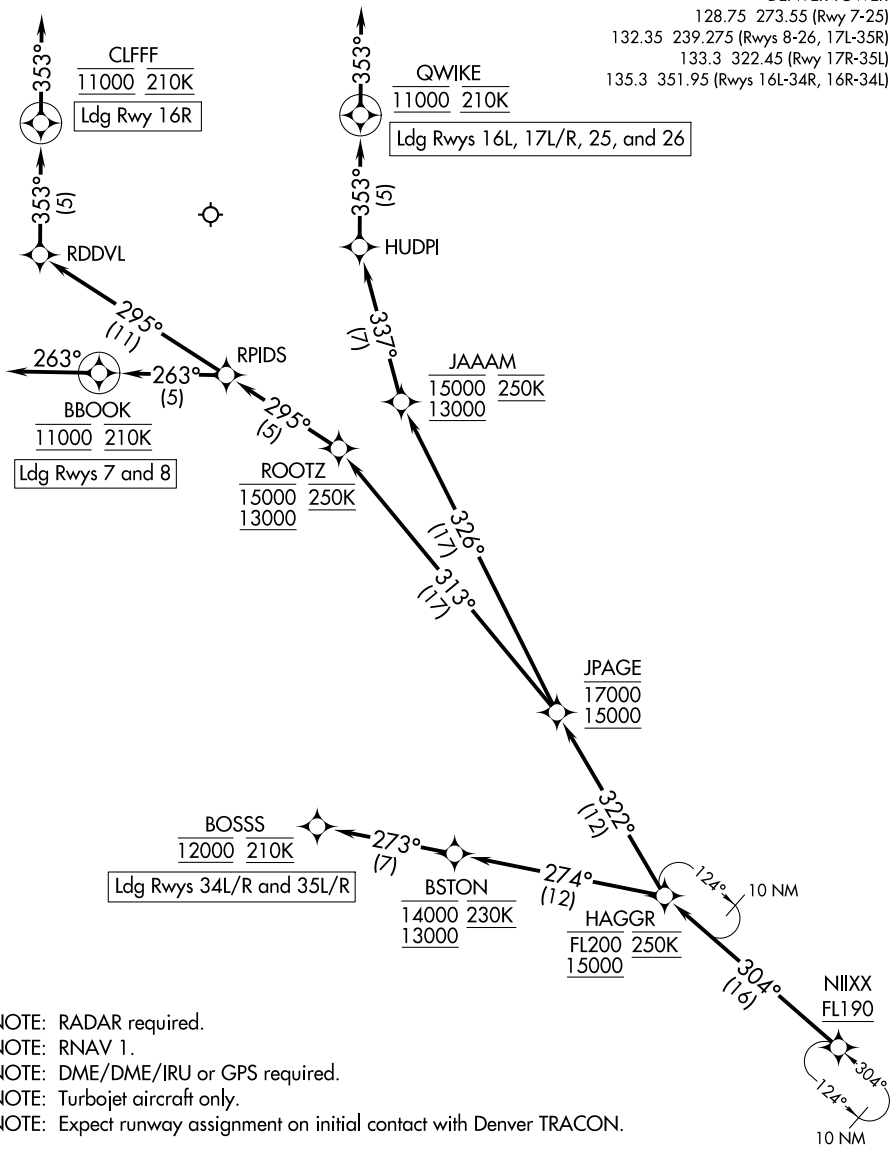 128.75 273.55 (Rwy 7-25)
132.35 239.275 (Rwys 8-26, 17L-35R)
133.3 322.45 (Rwy 17R-35L)
135.3 351.95 (Rwys 16L-34R, 16R-34L)
353°
CLFFF
11000 210K
Ldg Rwy 16R
353°
QWIKE
11000 210K
Ldg Rwys 16L, 17L/R, 25, and 26
353°
(5)
353°
(5)
RDDVL
HUDPI
295°
(11)
337°
(7)
RPIDS
JAAAM
15000 250K
13000
263°
263°
(5)
BBOOK
11000 210K
Ldg Rwys 7 and 8
295°
(5)
ROOTZ
15000 250K
13000
326°
(17)
313°
(17)
JPAGE
17000
15000
322°
(12)
BOSSS
12000 210K
Ldg Rwys 34L/R and 35L/R
273°
(7)
BSTON
14000 230K
13000
274°
(12)
HAGGR
FL200 250K
15000
124°
10 NM
304°
(16)
NIIXX
FL190
304°
124°
10 NM
NOTE: RADAR required.
NOTE: RNAV 1.
NOTE: DME/DME/IRU or GPS required.
NOTE: Turbojet aircraft only.
NOTE: Expect runway assignment on initial contact with Denver TRACON.